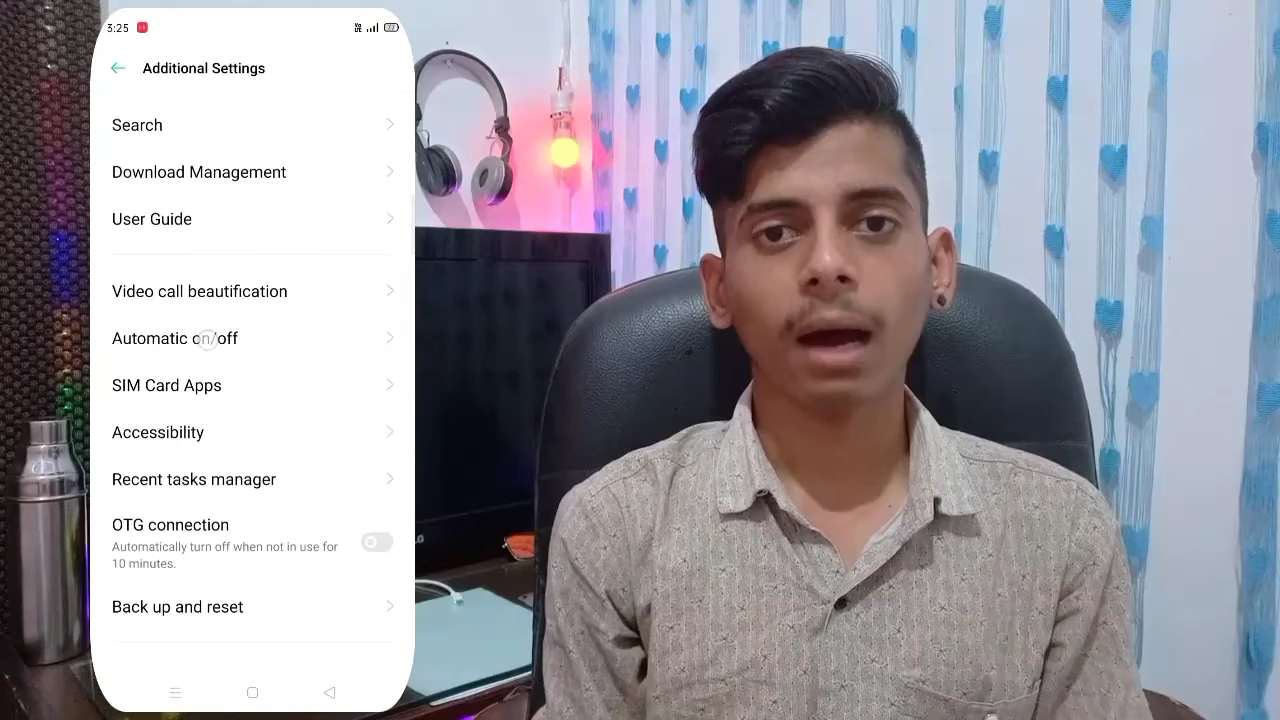 3:25
77
Additional Settings
Search
Download Management
User Guide
Video call beautification
Automatic on/off
SIM Card Apps
Accessibility
Recent tasks manager
OTG connection
Automatically turn off when not in use for
10 minutes.
Back up and reset
LG